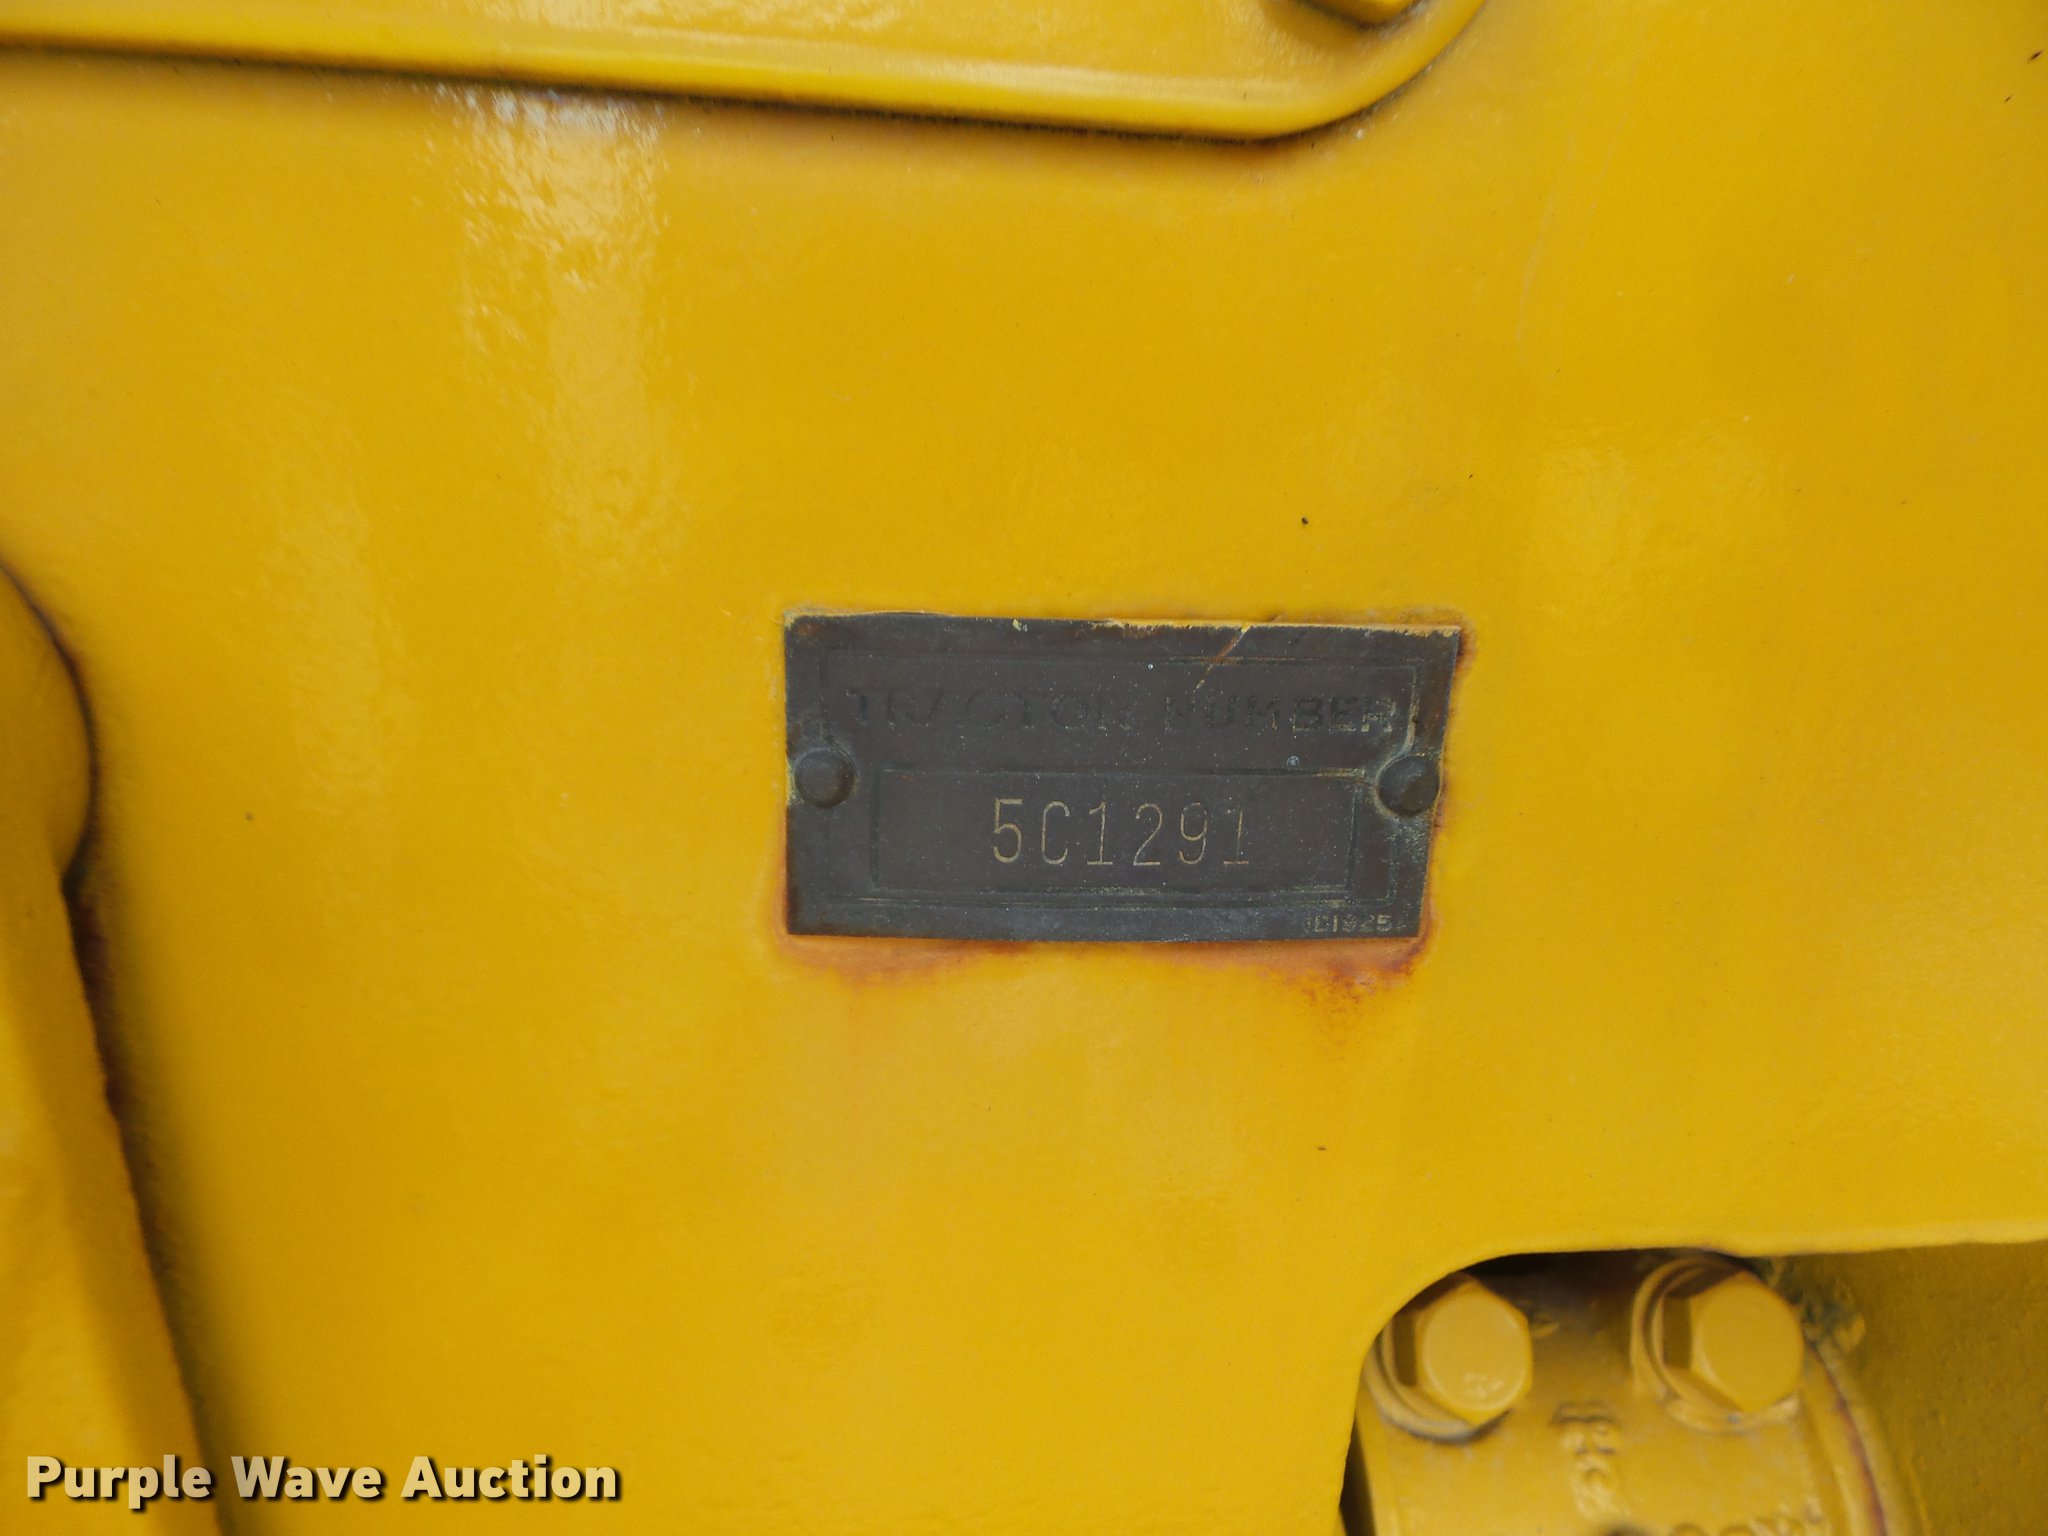 TRACTOR NUMBER
5C1291
Purple Wave Auction